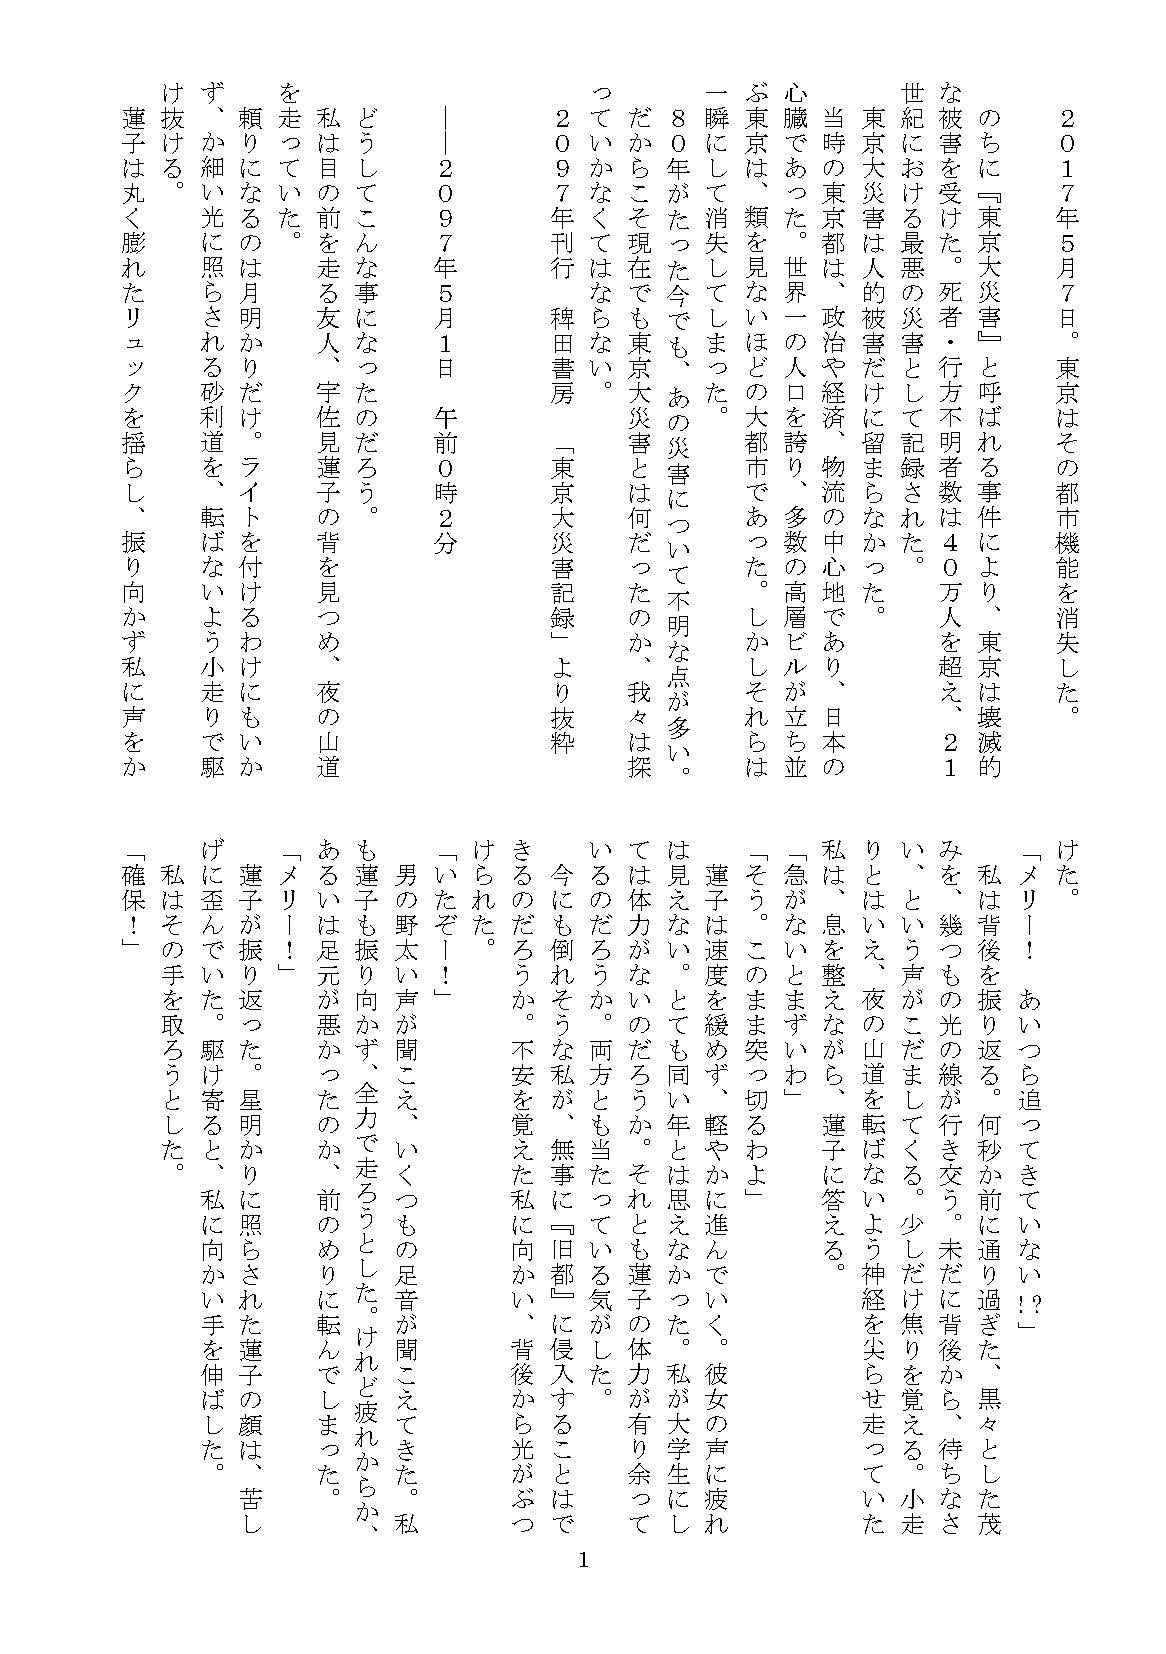 ２０１７年５月７日。東京はその都市機能を消失した。
のちに『東京大災害』と呼ばれる事件により、東京は壊滅的
な被害を受けた。死者・行方不明者数は４０万人を超え、２１
世紀における最悪の災害として記録された。
東京大災害は人的被害だけに留まらなかった。
当時の東京都は、政治や経済、物流の中心地であり、日本の
心臓であった。世界一の人口を誇り、多数の高層ビルが立ち並
ぶ東京は、類を見ないほどの大都市であった。しかしそれらは
一瞬にして消失してしまった。
８０年がたった今でも、あの災害について不明な点が多い。
だからこそ現在でも東京大災害とは何だったのか、我々は探
っていかなくてはならない。
２０９７年刊行　稗田書房　「東京大災害記録」より抜粋
――２０９７年５月１日　午前０時２分
どうしてこんな事になったのだろう。
私は目の前を走る友人、宇佐見蓮子の背を見つめ、夜の山道
を走っていた。
頼りになるのは月明かりだけ。ライトを付けるわけにもいか
ず、か細い光に照らされる砂利道を、転ばないよう小走りで駆
け抜ける。
蓮子は丸く膨れたリュックを揺らし、振り向かず私に声をか
けた。
「メリー！　あいつら追ってきていない!?」
私は背後を振り返る。何秒か前に通り過ぎた、黒々とした茂
みを、幾つもの光の線が行き交う。未だに背後から、待ちなさ
い、という声がこだましてくる。少しだけ焦りを覚える。小走
りとはいえ、夜の山道を転ばないよう神経を尖らせ走っていた
私は、息を整えながら、蓮子に答える。
「急がないとまずいわ」
「そう。このまま突っ切るわよ」
蓮子は速度を緩めず、軽やかに進んでいく。彼女の声に疲れ
は見えない。とても同い年とは思えなかった。私が大学生にし
ては体力がないのだろうか。それとも蓮子の体力が有り余って
いるのだろうか。両方とも当たっている気がした。
今にも倒れそうな私が、無事に『旧都』に侵入することはで
きるのだろうか。不安を覚えた私に向かい、背後から光がぶつ
けられた。
「いたぞー！」
男の野太い声が聞こえ、いくつもの足音が聞こえてきた。私
も蓮子も振り向かず、全力で走ろうとした。けれど疲れからか、
あるいは足元が悪かったのか、前のめりに転んでしまった。
「メリー！」
蓮子が振り返った。星明かりに照らされた蓮子の顔は、苦し
げに歪んでいた。駆け寄ると、私に向かい手を伸ばした。
私はその手を取ろうとした。
「確保！」
1